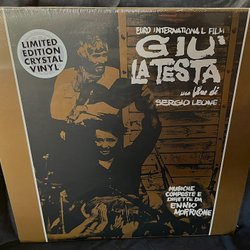 EURO INTERNATIONAL FILM
LIMITED
EDITION
CRYSTAL
VINYL
GIU'
LA TESTA
un film di
SERGIO LEONE
MUSICHE
COMPOSTE E
DIRETTE DA
ENNIO
MORRICONE